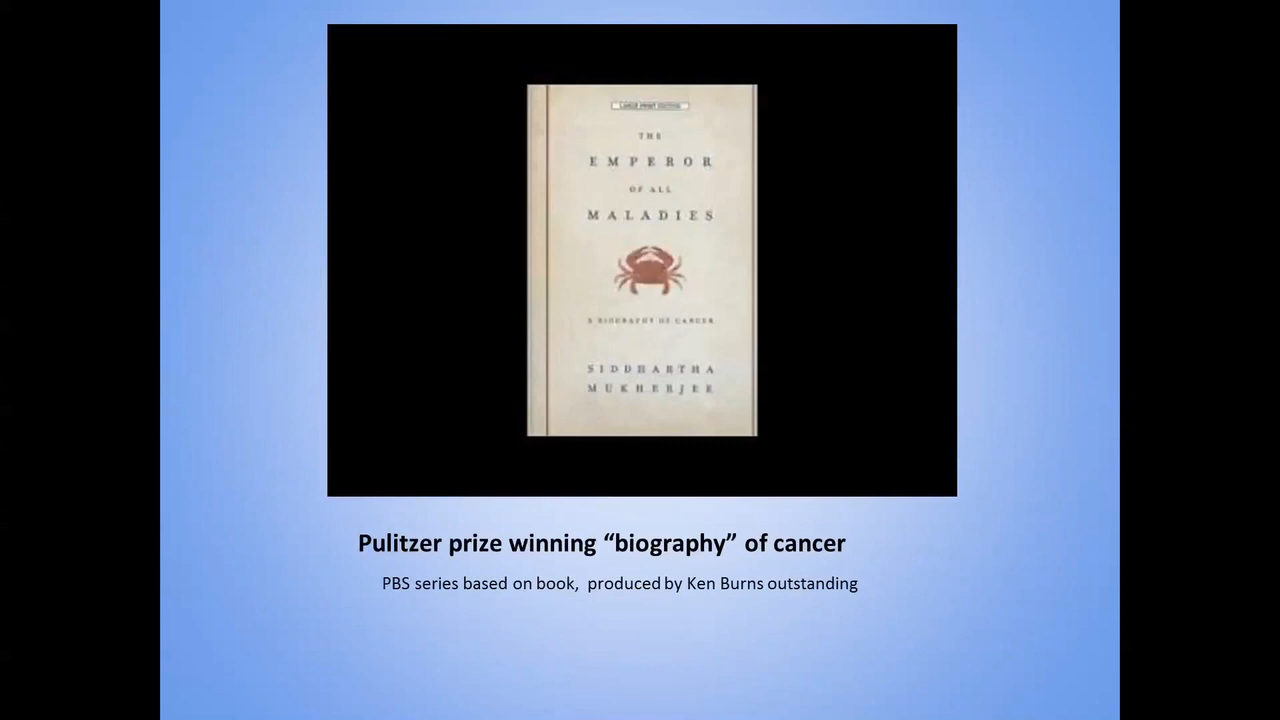 LARGE PRINT EDITION
THE
EMPEROR
OF ALL
MALADIES
A BIOGRAPHY OF CANCER
SIDDHARTHA
MUKHERJEE
Pulitzer prize winning “biography” of cancer
PBS series based on book,  produced by Ken Burns outstanding